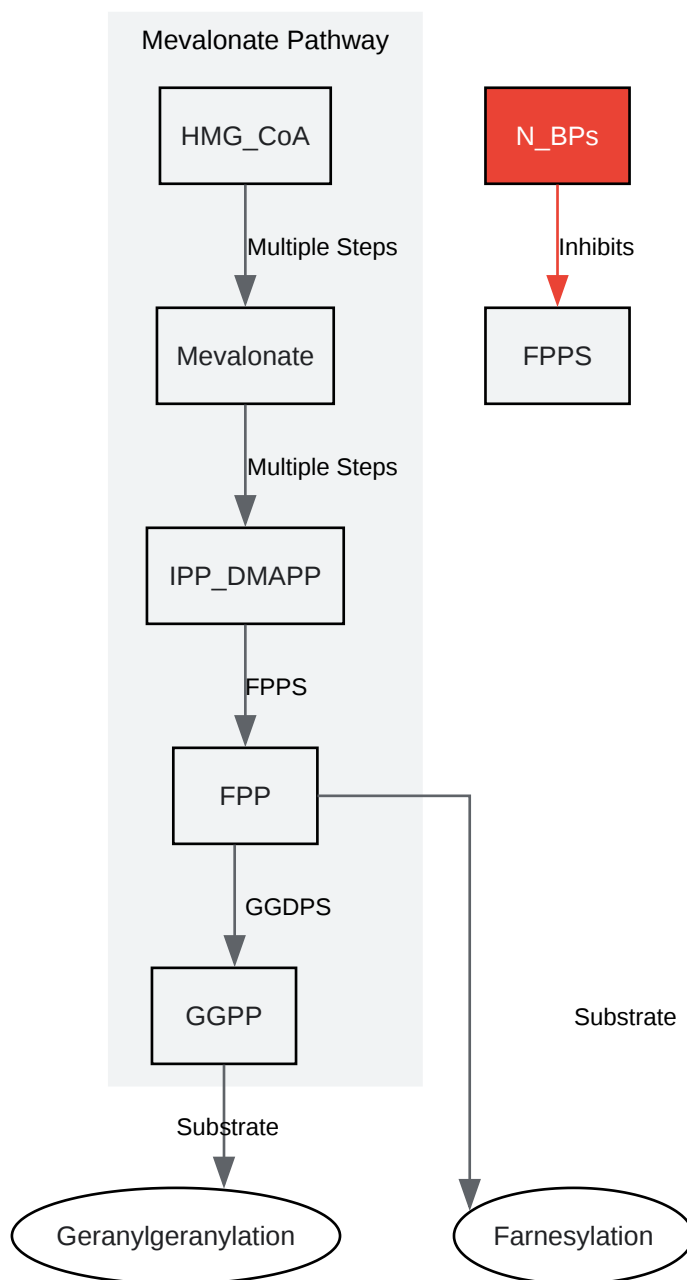 Mevalonate Pathway
HMG_CoA
N_BPs
Multiple Steps
Inhibits
Mevalonate
FPPS
Multiple Steps
IPP_DMAPP
FPPS
FPP
GGDPS
GGPP
Substrate
Substrate
Geranylgeranylation
Farnesylation